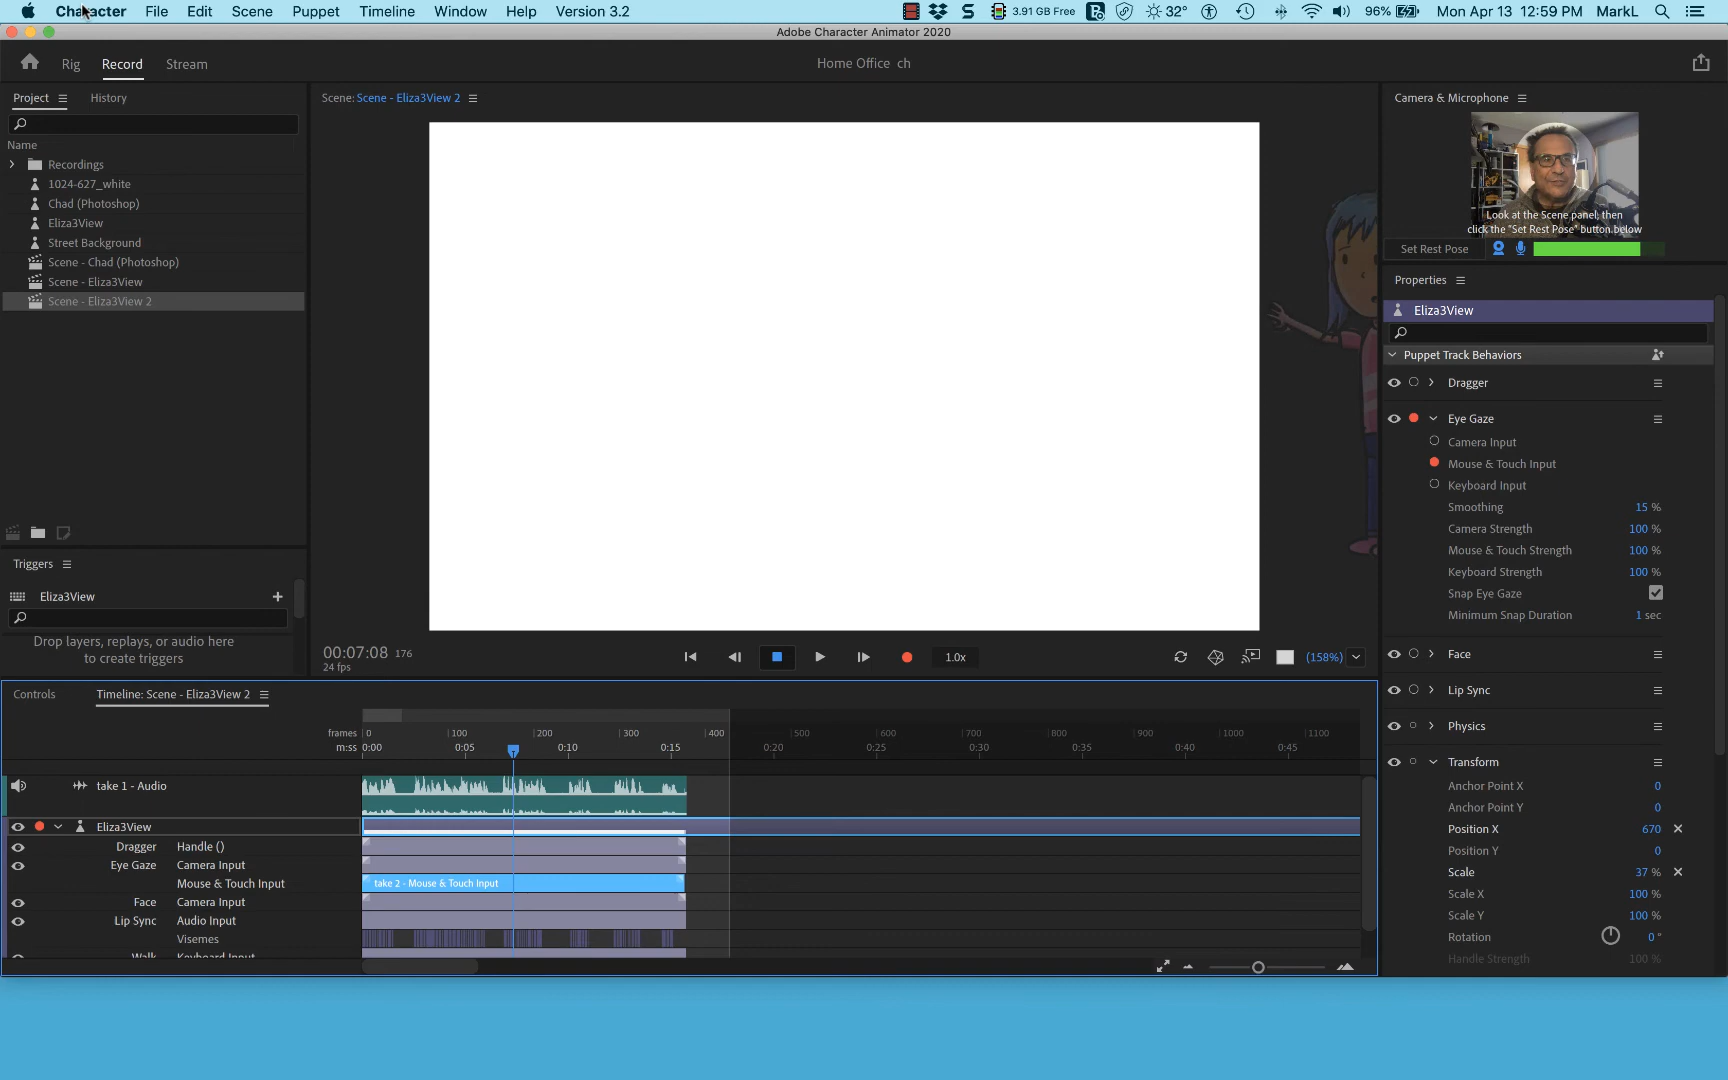 Character File Edit Scene Puppet Timeline Window Help Version 3.2 3.91 GB Free 32° 96% Mon Apr 13 12:59 PM MarkL
Adobe Character Animator 2020
Rig Record Stream Home Office ch
Project History
Name
Recordings
1024-627_white
Chad (Photoshop)
Eliza3View
Street Background
Scene - Chad (Photoshop)
Scene - Eliza3View
Scene - Eliza3View 2
Triggers
Eliza3View
Drop layers, replays, or audio here
to create triggers
Scene: Scene - Eliza3View 2
00:07:08 176
24 fps
1.0x
(158%)
Camera & Microphone
Look at the Scene panel, then
click the "Set Rest Pose" button below
Set Rest Pose
Properties
Eliza3View
Puppet Track Behaviors
Dragger
Eye Gaze
Camera Input
Mouse & Touch Input
Keyboard Input
Smoothing 15 %
Camera Strength 100 %
Mouse & Touch Strength 100 %
Keyboard Strength 100 %
Snap Eye Gaze
Minimum Snap Duration 1 sec
Face
Lip Sync
Physics
Transform
Anchor Point X 0
Anchor Point Y 0
Position X 670
Position Y 0
Scale 37 %
Scale X 100 %
Scale Y 100 %
Rotation 0 °
Handle Strength 100 %
Controls Timeline: Scene - Eliza3View 2
frames 0 100 200 300 400 500 600 700 800 900 1000 1100
m:ss 0:00 0:05 0:10 0:15 0:20 0:25 0:30 0:35 0:40 0:45
take 1 - Audio
Eliza3View
Dragger Handle ()
Eye Gaze Camera Input
Mouse & Touch Input take 2 - Mouse & Touch Input
Face Camera Input
Lip Sync Audio Input
Visemes
Walk Keyboard Input